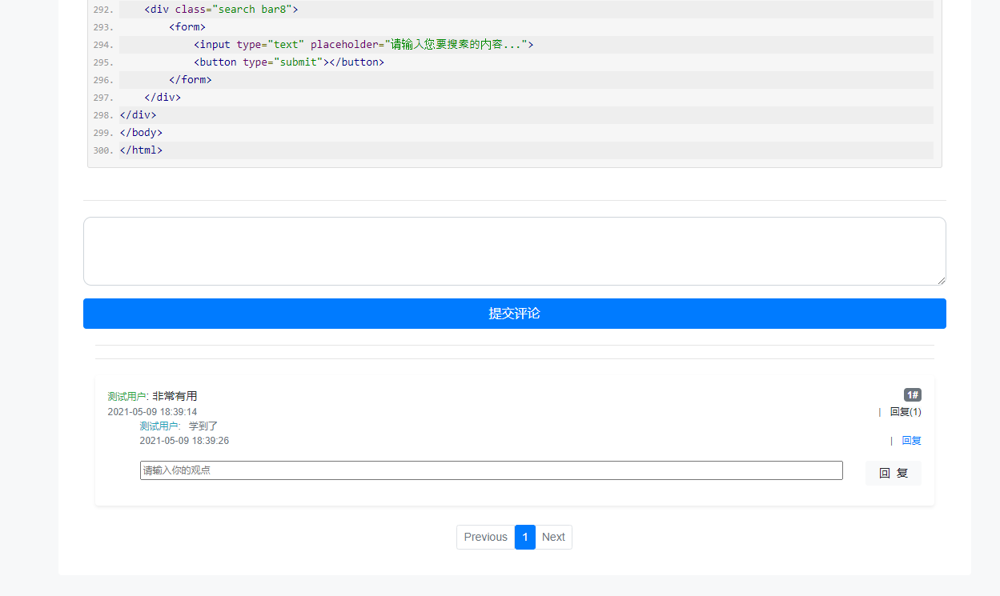 292. <div class="search bar8">
293. <form>
294. <input type="text" placeholder="请输入您要搜索的内容...">
295. <button type="submit"></button>
296. </form>
297. </div>
298. </div>
299. </body>
300. </html>
提交评论
测试用户: 非常有用 1#
2021-05-09 18:39:14 | 回复(1)
测试用户: 学到了
2021-05-09 18:39:26 | 回复
请输入你的观点 回 复
Previous 1 Next